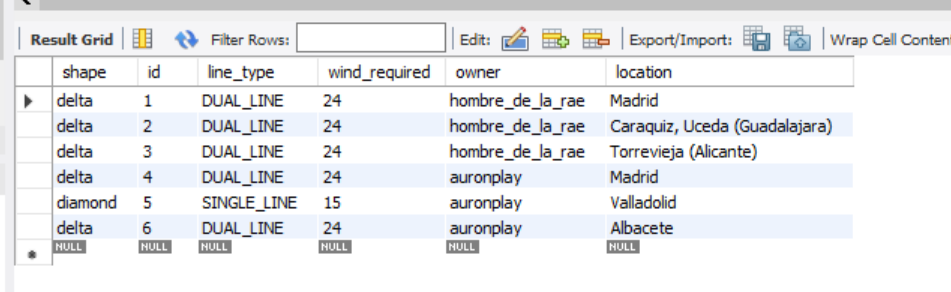 Result Grid Filter Rows: Edit: Export/Import: Wrap Cell Conten
shape id line_type wind_required owner location
delta 1 DUAL_LINE 24 hombre_de_la_rae Madrid
delta 2 DUAL_LINE 24 hombre_de_la_rae Caraquiz, Uceda (Guadalajara)
delta 3 DUAL_LINE 24 hombre_de_la_rae Torrevieja (Alicante)
delta 4 DUAL_LINE 24 auronplay Madrid
diamond 5 SINGLE_LINE 15 auronplay Valladolid
delta 6 DUAL_LINE 24 auronplay Albacete
NULL NULL NULL NULL NULL NULL